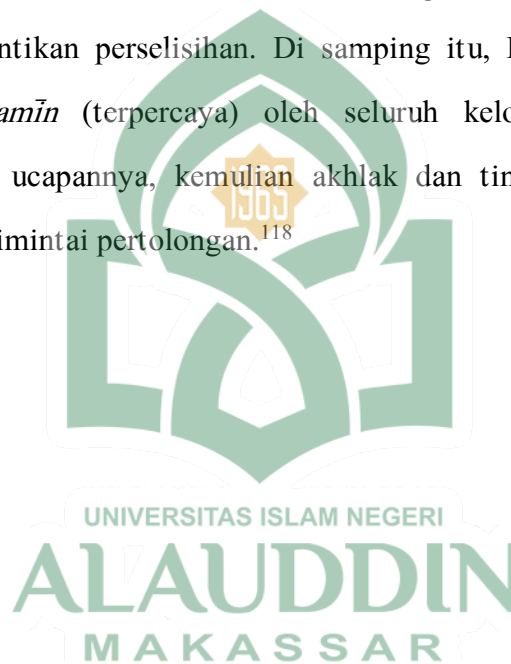 ntikan perselisihan. Di samping itu,
amīn (terpercaya) oleh seluruh kelo
ucapannya, kemulian akhlak dan tin
imintai pertolongan.118
1965
UNIVERSITAS ISLAM NEGERI
ALAUDDIN
MAKASSAR